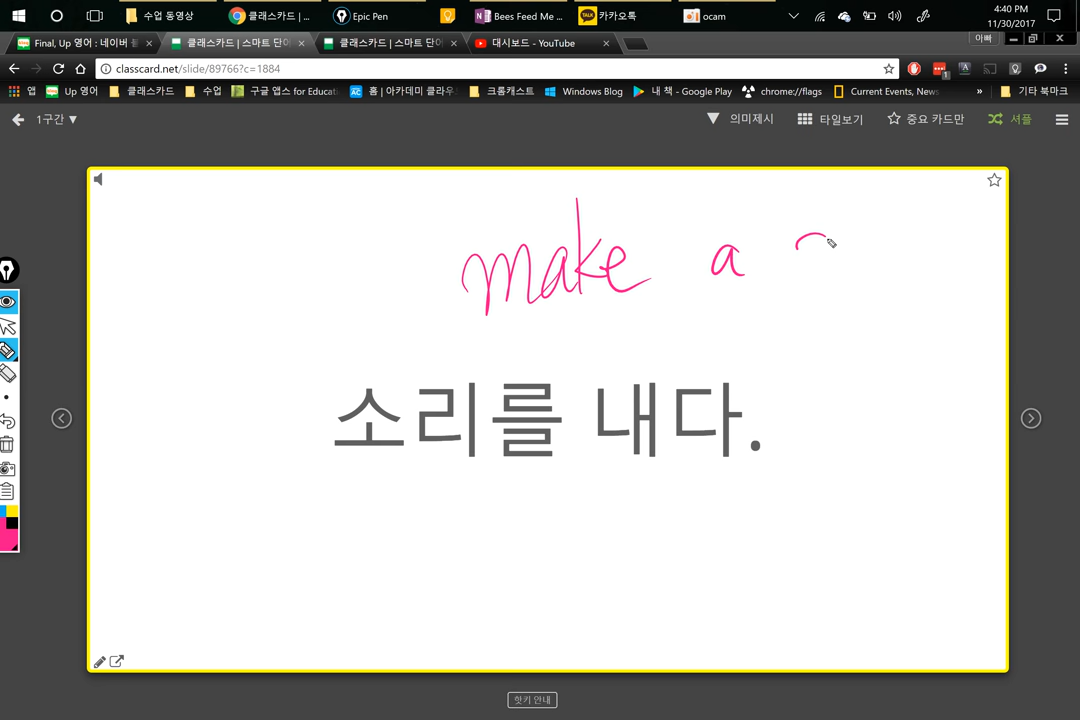 수업 동영상
클래스카드 | ...
Epic Pen
Bees Feed Me ...
TALK
카카오톡
ocam
4:40 PM
11/30/2017
Final, Up 영어 : 네이버 블
클래스카드 | 스마트 단어
클래스카드 | 스마트 단어
대시보드 - YouTube
아빠
classcard.net/slide/89766?c=1884
1
앱
Up 영어
클래스카드
수업
구글 앱스 for Educati
AC
홈 | 아카데미 클라우
크롬캐스트
Windows Blog
내 책 - Google Play
chrome://flags
Current Events, News
»
기타 북마크
1구간 ▼
의미제시
타일보기
중요 카드만
셔플
make a
소리를 내다.
핫키 안내